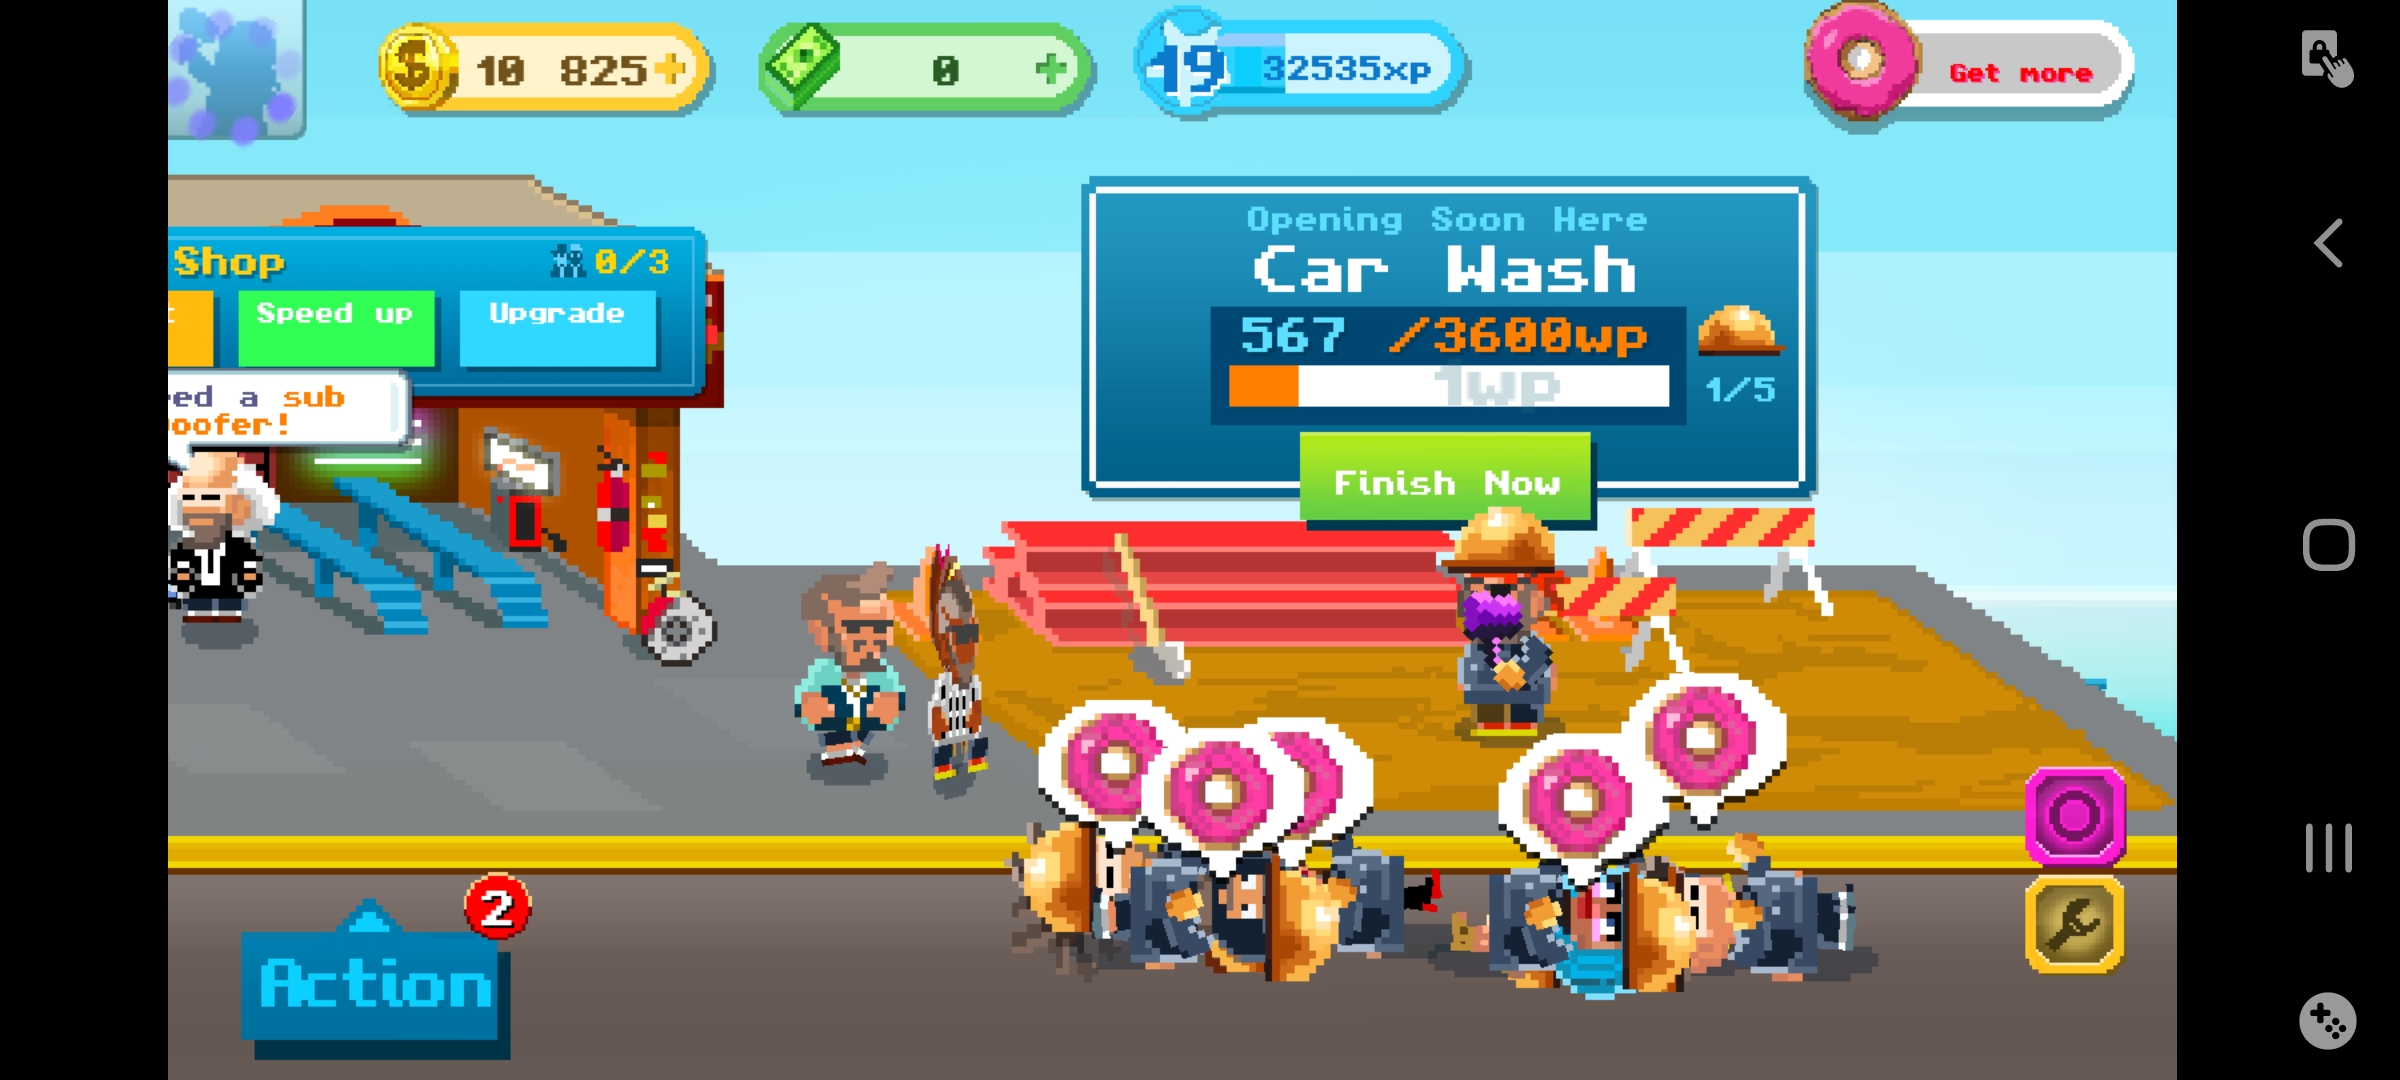 10 825
0
19
32535xp
Get more
Shop
0/3
Speed up
Upgrade
ed a sub
oofer!
Opening Soon Here
Car Wash
567 /3600wp
1wp
1/5
Finish Now
2
Action